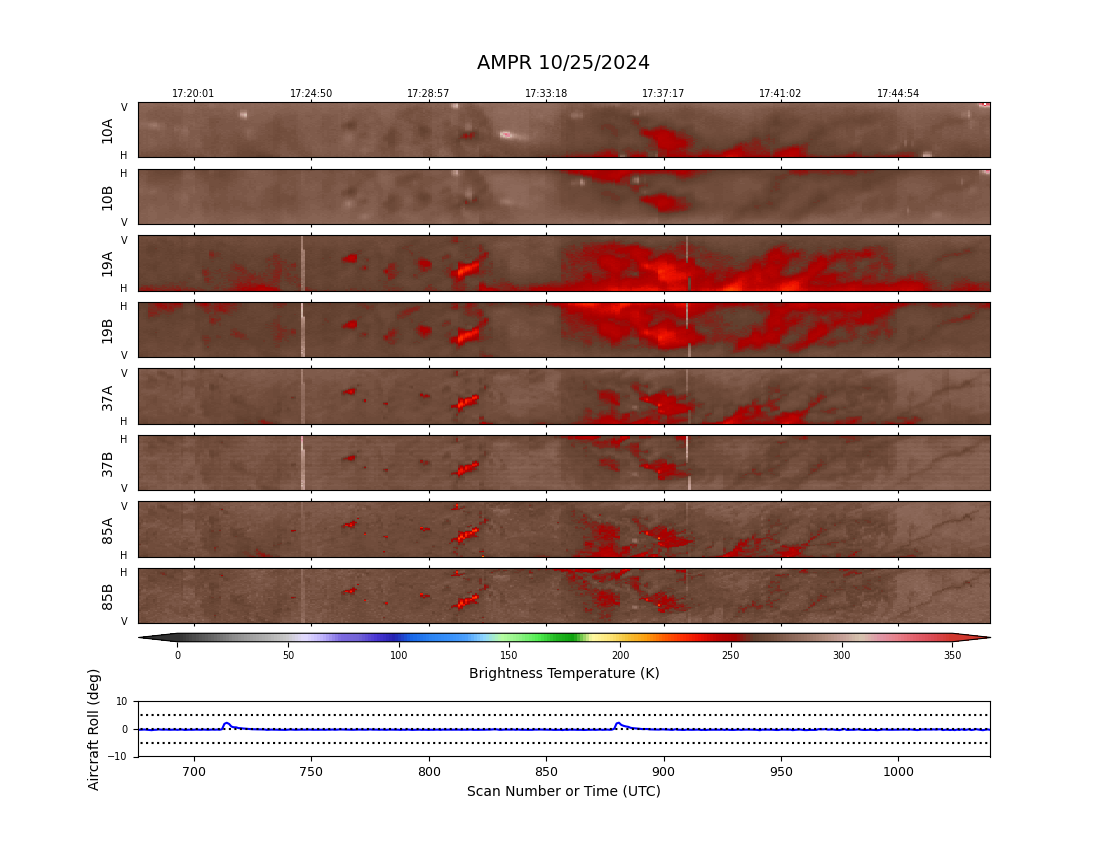 AMPR 10/25/2024
17:20:01 17:24:50 17:28:57 17:33:18 17:37:17 17:41:02 17:44:54
V
10A
H
H
10B
V
V
19A
H
H
19B
V
V
37A
H
H
37B
V
V
85A
H
H
85B
V
0 50 100 150 200 250 300 350
Brightness Temperature (K)
Aircraft Roll (deg)
10
0
−10
700 750 800 850 900 950 1000
Scan Number or Time (UTC)